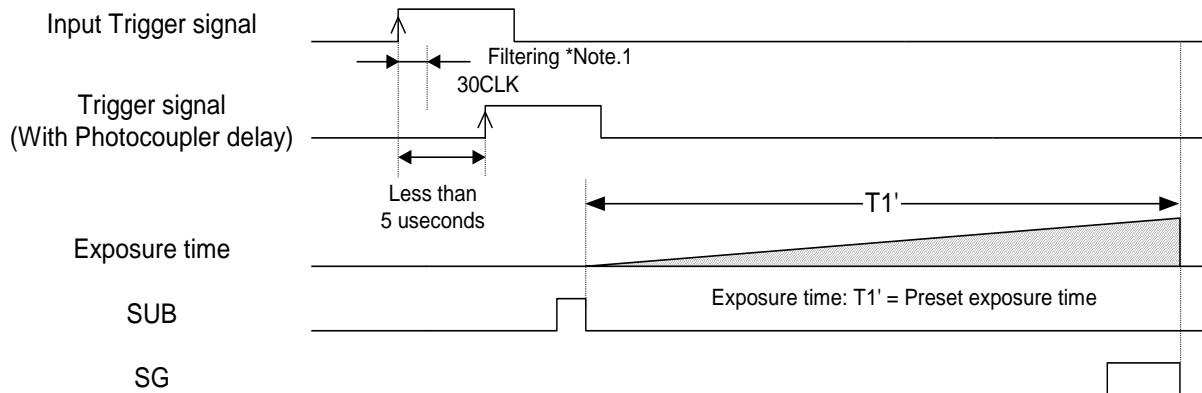 Input Trigger signal
Filtering *Note.1
30CLK
Trigger signal
(With Photocoupler delay)
Less than
5 useconds
T1'
Exposure time
Exposure time: T1' = Preset exposure time
SUB
SG